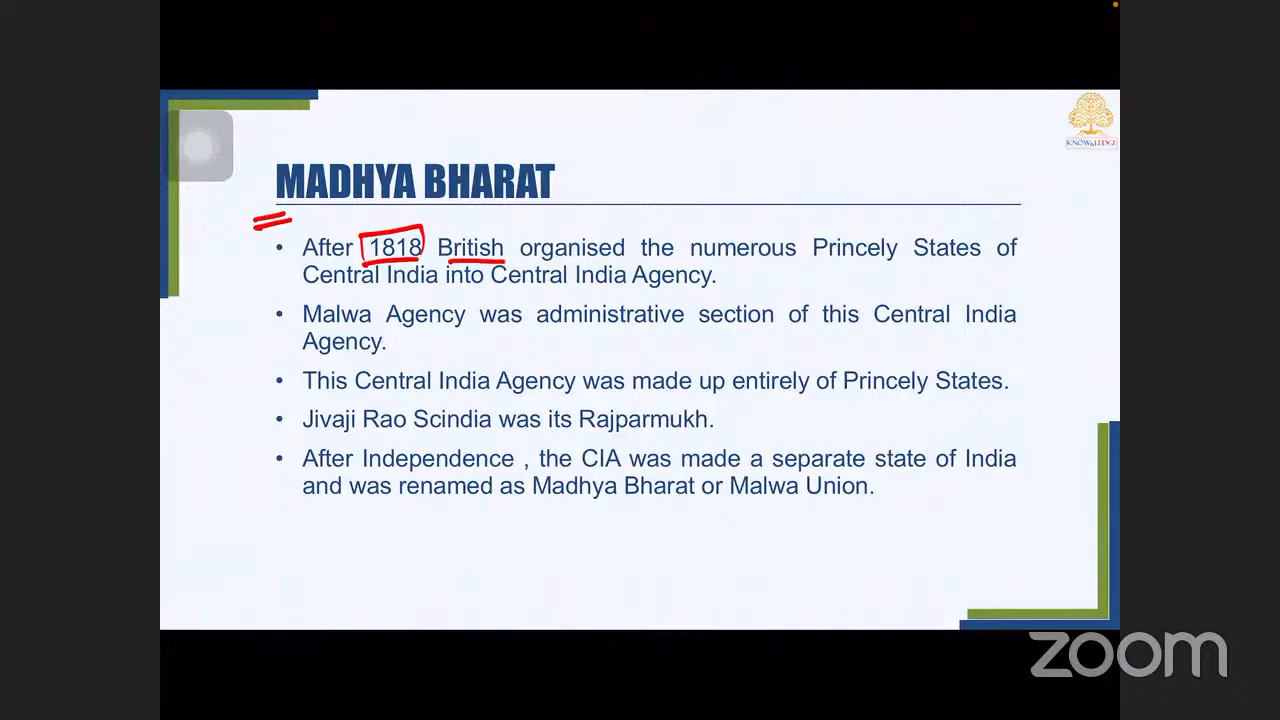 KNOWLEDGE
MADHYA BHARAT
• After 1818 British organised the numerous Princely States of
Central India into Central India Agency.
• Malwa Agency was administrative section of this Central India
Agency.
• This Central India Agency was made up entirely of Princely States.
• Jivaji Rao Scindia was its Rajparmukh.
• After Independence , the CIA was made a separate state of India
and was renamed as Madhya Bharat or Malwa Union.
zoom